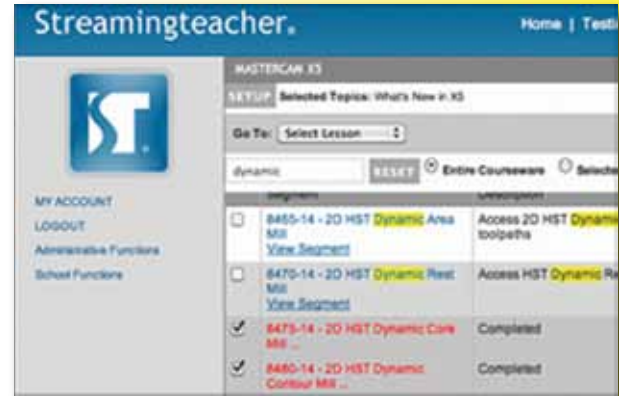 Streamingteacher.
Home | Testi
ST.
MASTERCAM X5
SETUP Selected Topics: What's New in X5
Go To: Select Lesson
dynamic RESET Entire Courseware Selecte
Segment Description
MY ACCOUNT
LOGOUT
Administrative Functions
School Functions
8465-14 - 2D HST Dynamic Area
Mill
View Segment
Access 2D HST Dynamic
toolpaths
8470-14 - 2D HST Dynamic Rest
Mill
View Segment
Access HST Dynamic Re
8475-14 - 2D HST Dynamic Core
Mill ...
Completed
8480-14 - 2D HST Dynamic
Contour Mill ...
Completed